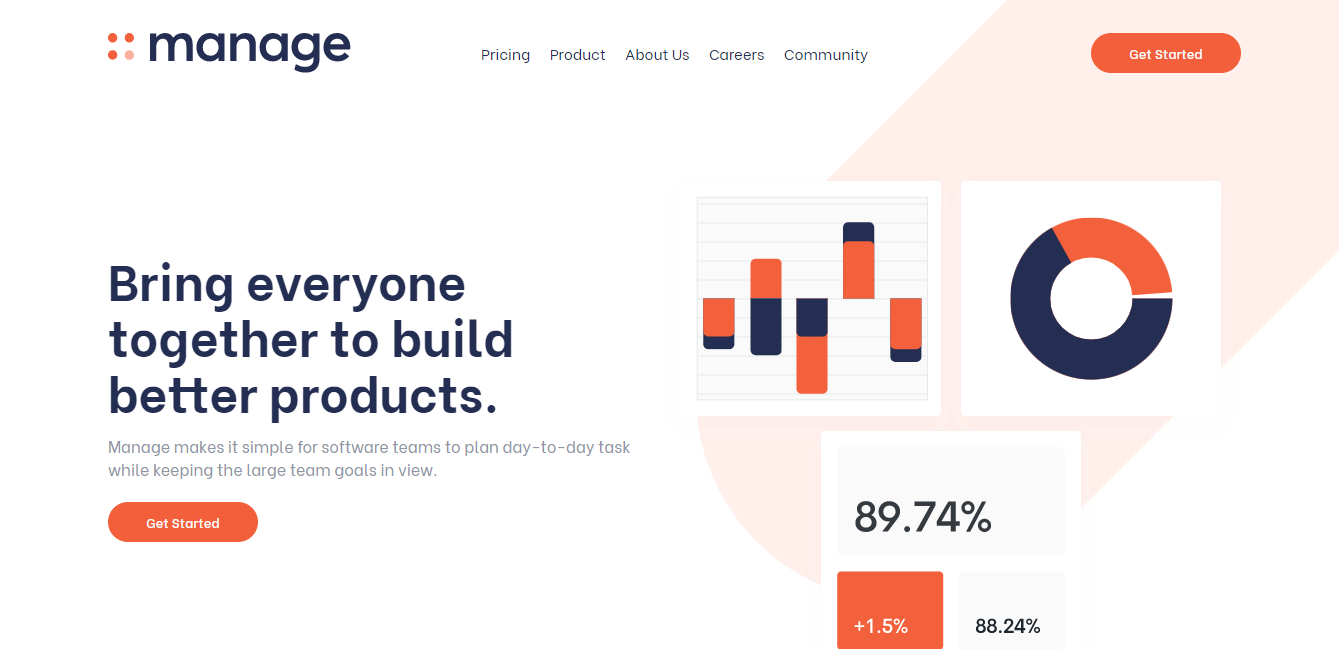 manage
Pricing Product About Us Careers Community
Get Started
Bring everyone
together to build
better products.
Manage makes it simple for software teams to plan day-to-day task
while keeping the large team goals in view.
Get Started
89.74%
+1.5%
88.24%